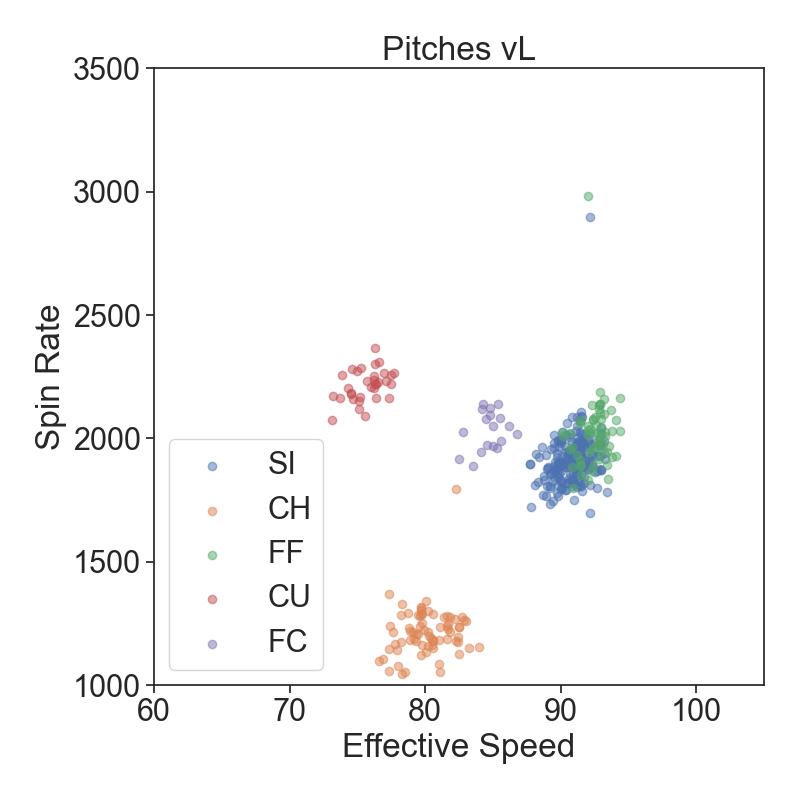 Pitches vL
3500
3000
2500
2000
1500
1000
Spin Rate
SI
CH
FF
CU
FC
60 70 80 90 100
Effective Speed